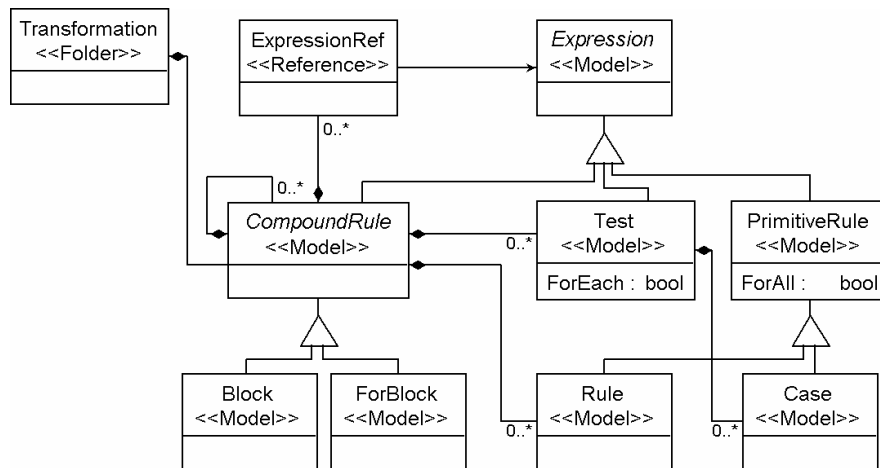 Transformation
<<Folder>>
ExpressionRef
<<Reference>>
Expression
<<Model>>
0..*
0..*
CompoundRule
<<Model>>
Test
<<Model>>
ForEach : bool
0..*
PrimitiveRule
<<Model>>
ForAll : bool
Block
<<Model>>
ForBlock
<<Model>>
Rule
<<Model>>
0..*
Case
<<Model>>
0..*